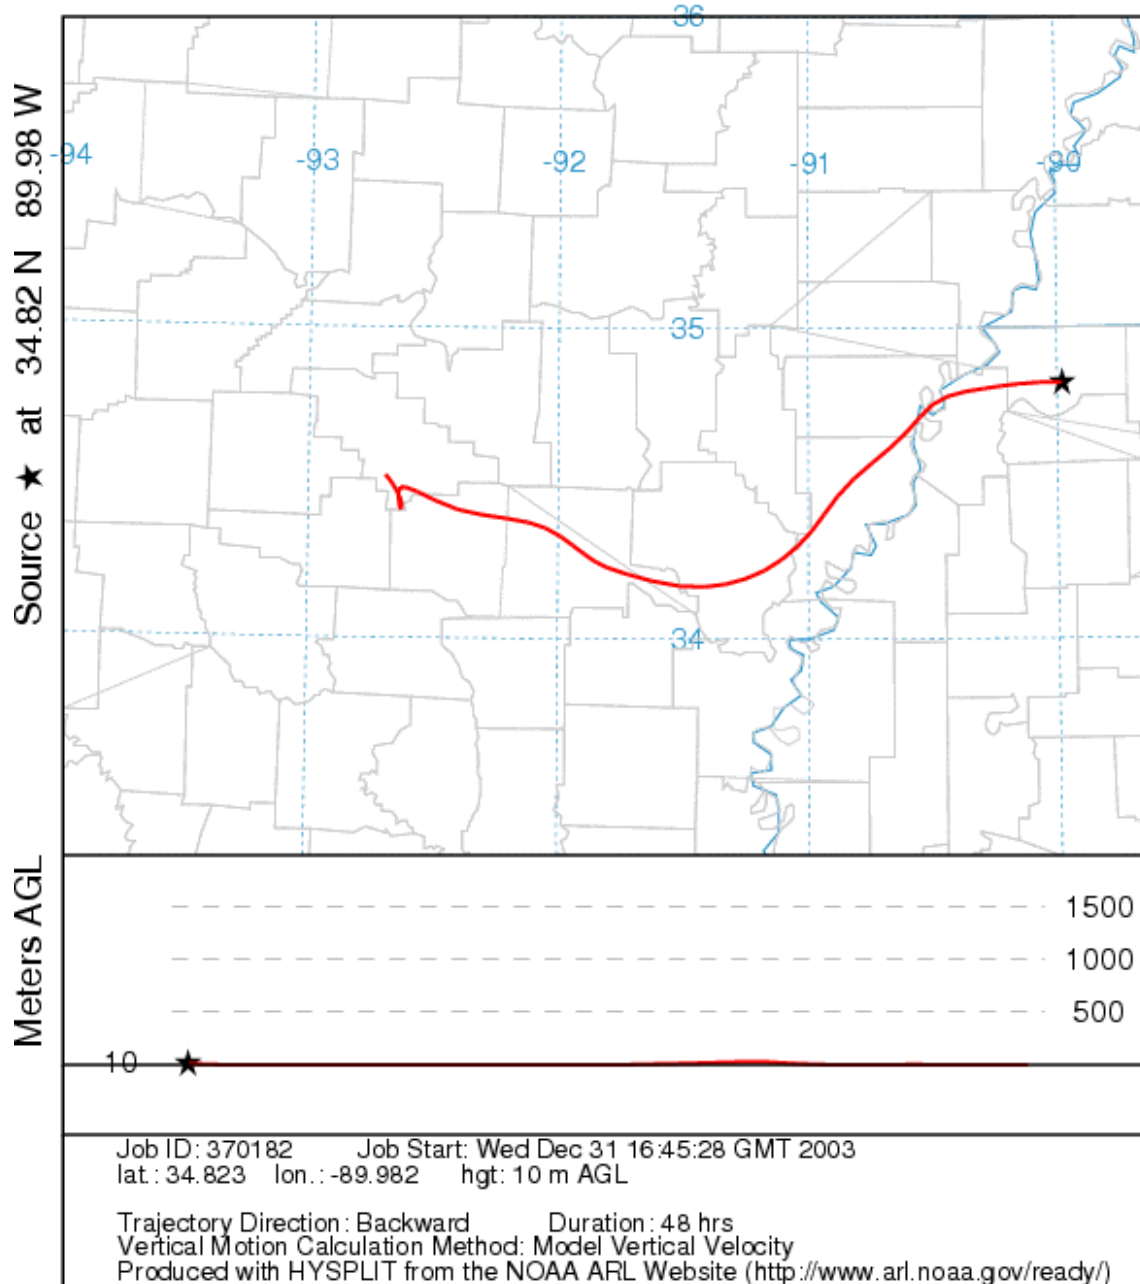 36
-94
-93
-92
-91
-90
35
34
Source ★ at 34.82 N 89.98 W
Meters AGL
1500
1000
500
10
Job ID: 370182 Job Start: Wed Dec 31 16:45:28 GMT 2003
lat.: 34.823 lon.: -89.982 hgt: 10 m AGL
Trajectory Direction: Backward Duration: 48 hrs
Vertical Motion Calculation Method: Model Vertical Velocity
Produced with HYSPLIT from the NOAA ARL Website (http://www.arl.noaa.gov/ready/)